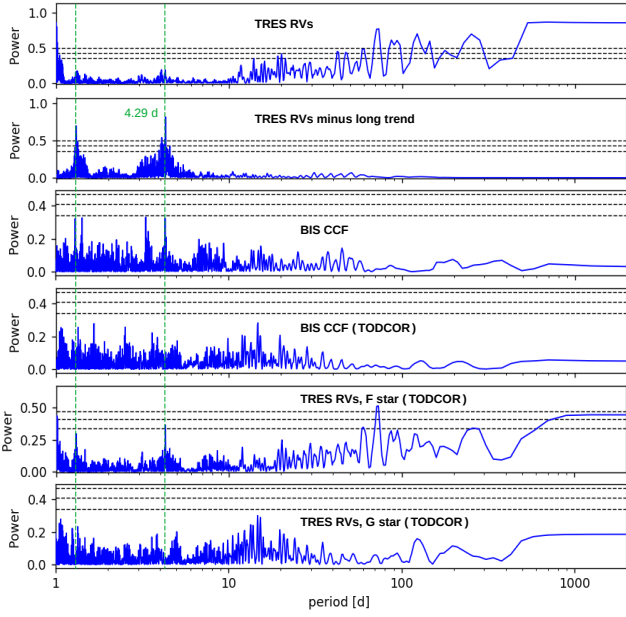 1.0
TRES RVs
0.5
0.0
Power
1.0
4.29 d
TRES RVs minus long trend
0.5
0.0
Power
0.4
BIS CCF
0.2
0.0
Power
0.4
BIS CCF (TODCOR)
0.2
0.0
Power
TRES RVs, F star (TODCOR)
0.50
0.25
0.00
Power
0.4
TRES RVs, G star (TODCOR)
0.2
0.0
Power
1 10 100 1000
period [d]